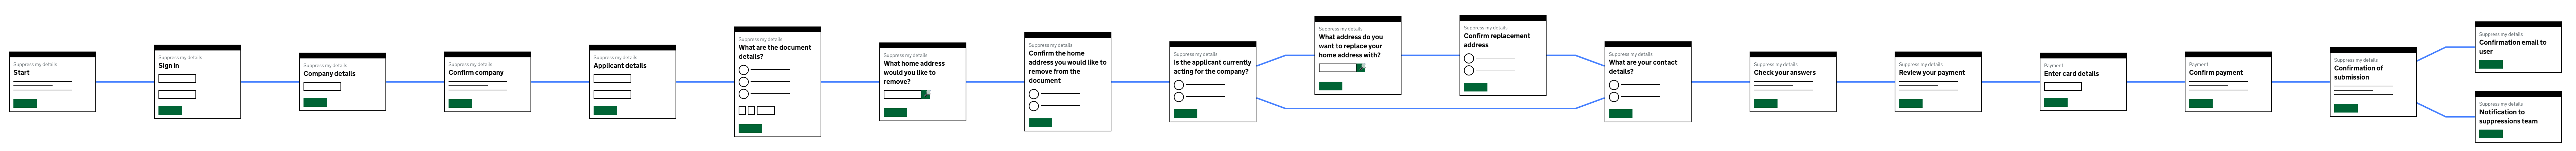 Suppress my details
Start
Suppress my details
Sign in
Suppress my details
Company details
Suppress my details
Confirm company
Suppress my details
Applicant details
Suppress my details
What are the document
details?
Suppress my details
What home address
would you like to
remove?
Suppress my details
Confirm the home
address you would like to
remove from the
document
Suppress my details
Is the applicant currently
acting for the company?
Suppress my details
What address do you
want to replace your
home address with?
Suppress my details
Confirm replacement
address
Suppress my details
What are your contact
details?
Suppress my details
Check your answers
Suppress my details
Review your payment
Payment
Enter card details
Payment
Confirm payment
Suppress my details
Confirmation of
submission
Suppress my details
Confirmation email to
user
Suppress my details
Notification to
suppressions team